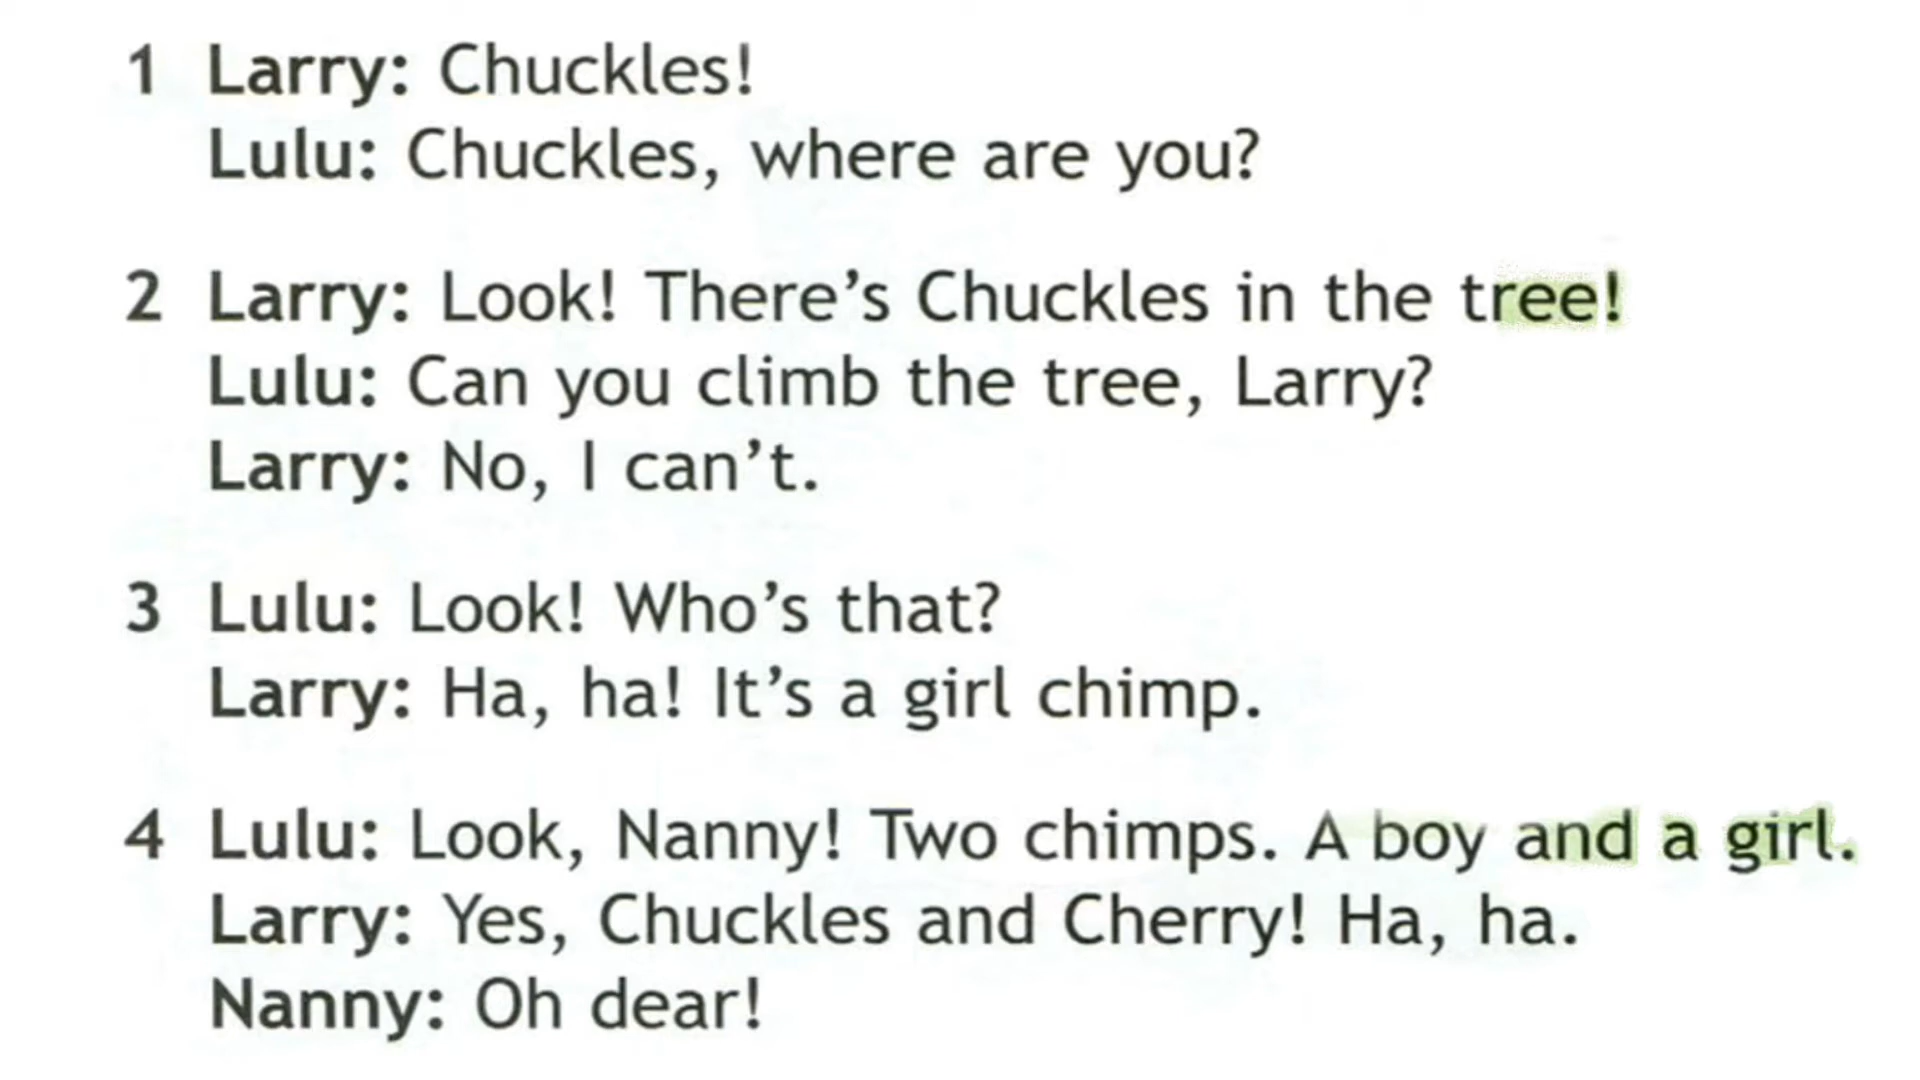 1 Larry: Chuckles!
Lulu: Chuckles, where are you?
2 Larry: Look! There's Chuckles in the tree!
Lulu: Can you climb the tree, Larry?
Larry: No, I can't.
3 Lulu: Look! Who's that?
Larry: Ha, ha! It's a girl chimp.
4 Lulu: Look, Nanny! Two chimps. A boy and a girl.
Larry: Yes, Chuckles and Cherry! Ha, ha.
Nanny: Oh dear!